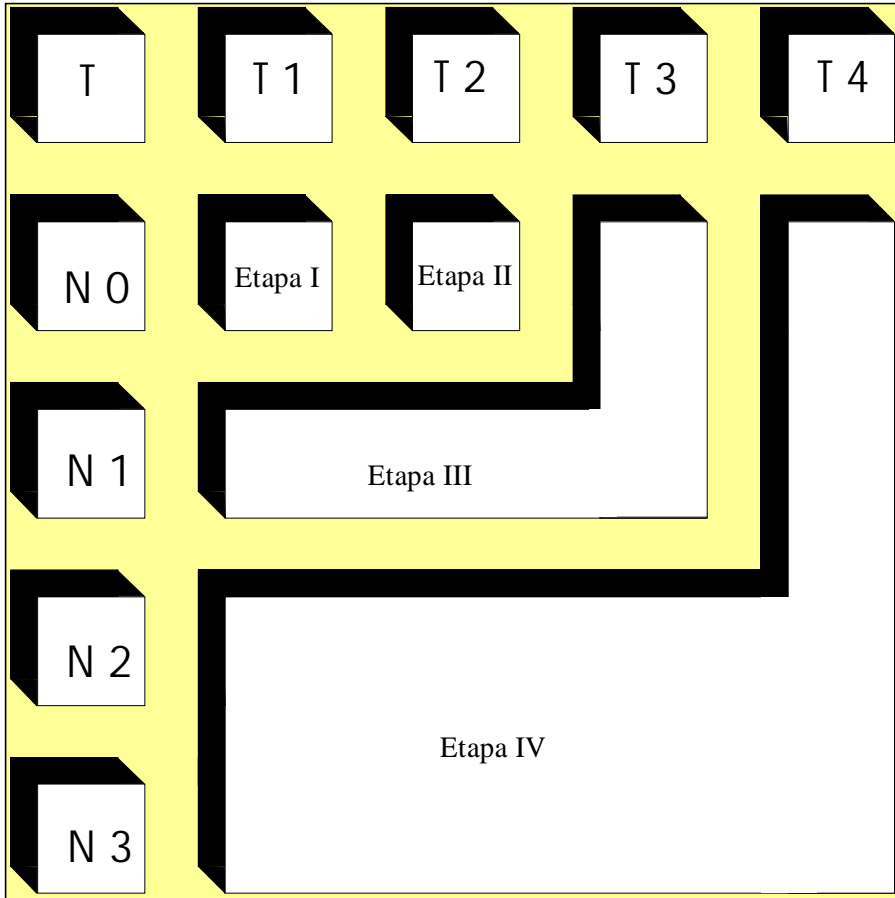 T
T 1
T 2
T 3
T 4
N 0
Etapa I
Etapa II
N 1
Etapa III
N 2
Etapa IV
N 3